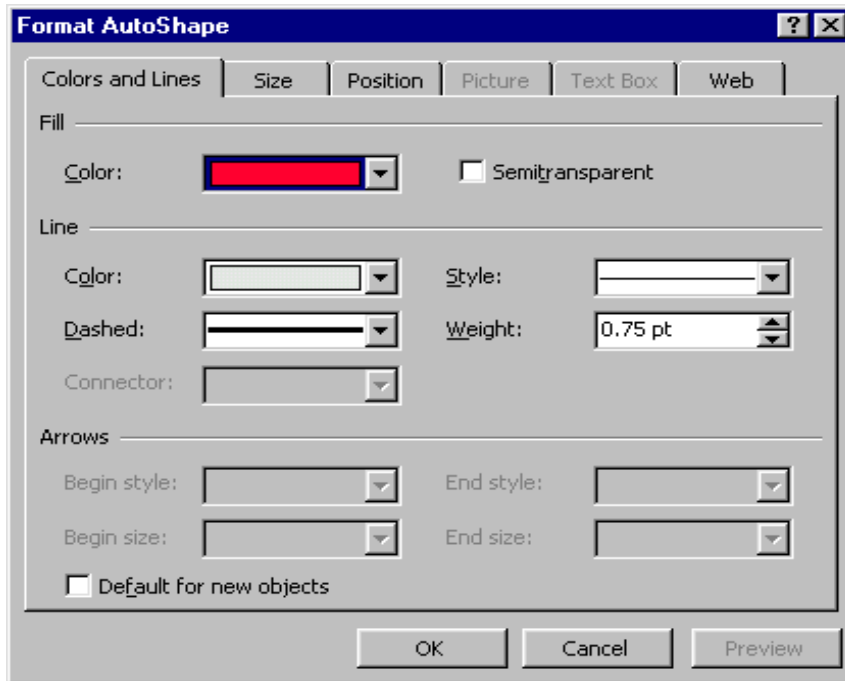 Format AutoShape
Colors and Lines Size Position Picture Text Box Web
Fill
Color: Semitransparent
Line
Color: Style:
Dashed: Weight: 0.75 pt
Connector:
Arrows
Begin style: End style:
Begin size: End size:
Default for new objects
OK Cancel Preview